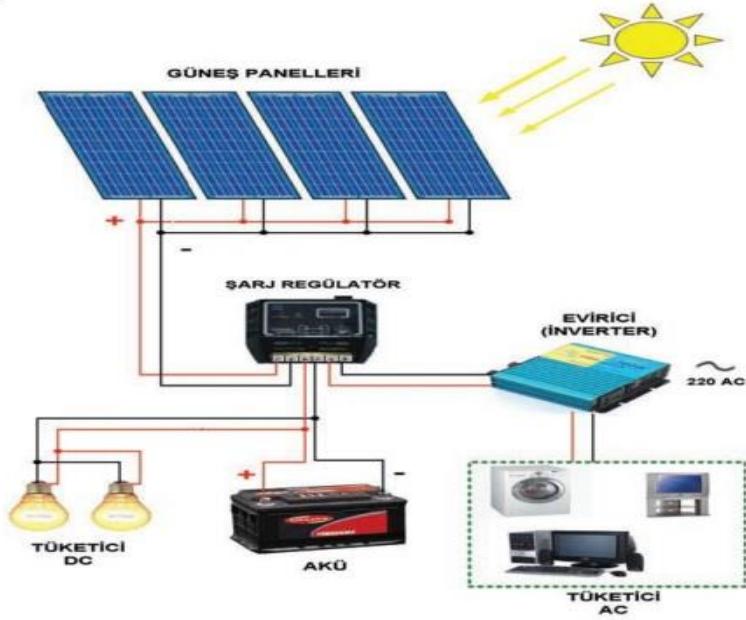 GÜNEŞ PANELLERİ
+
-
ŞARJ REGÜLATÖR
EVİRİCİ
(İNVERTER)
220 AC
+
-
TÜKETİCİ
DC
AKÜ
TÜKETİCİ
AC